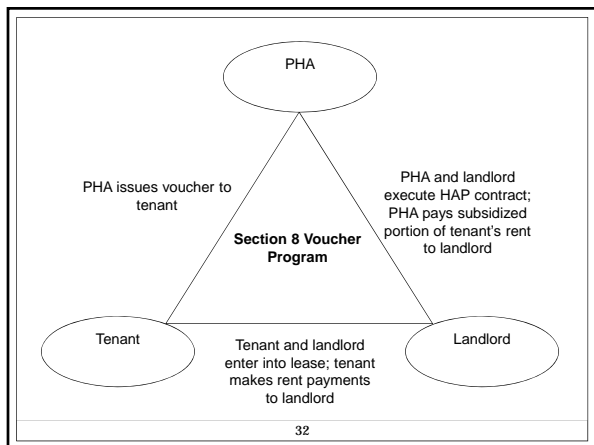 PHA
PHA issues voucher to
tenant
PHA and landlord
execute HAP contract;
PHA pays subsidized
portion of tenant's rent
to landlord
Section 8 Voucher
Program
Tenant
Tenant and landlord
enter into lease; tenant
makes rent payments
to landlord
Landlord
32